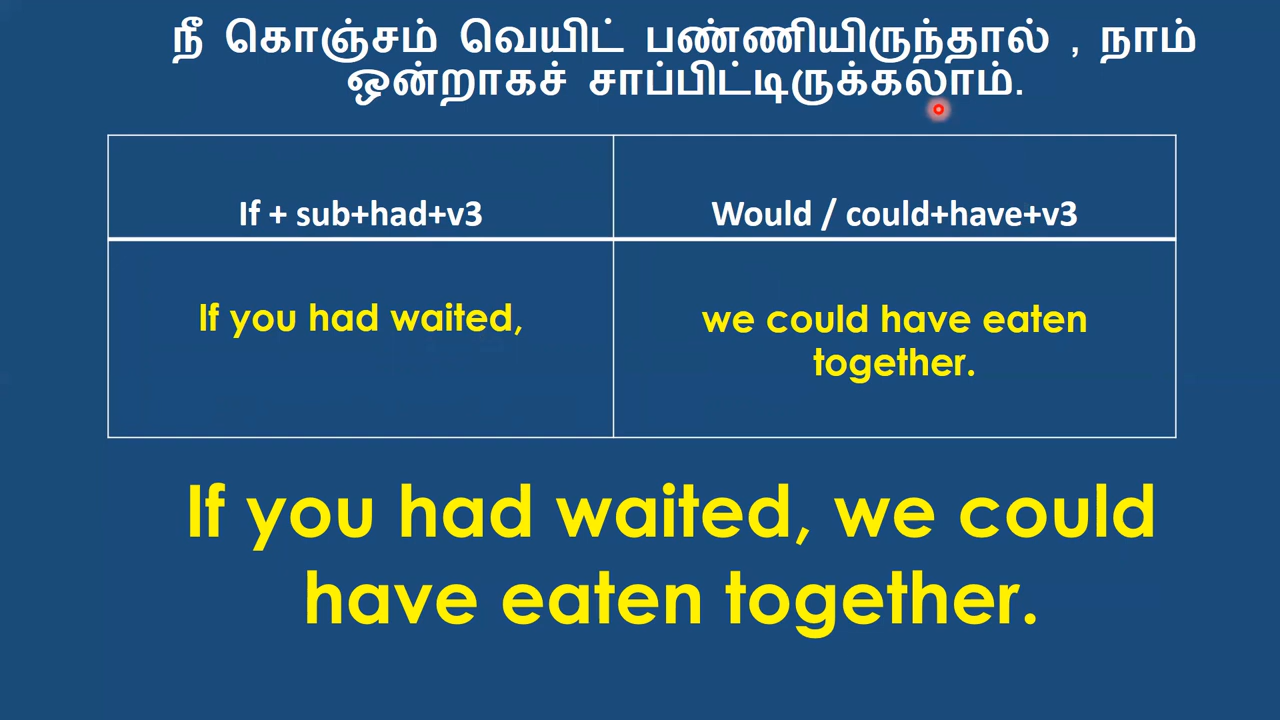 நீ கொஞ்சம் வெயிட் பண்ணியிருந்தால் , நாம்
ஒன்றாகச் சாப்பிட்டிருக்கலாம்.
If + sub+had+v3
Would / could+have+v3
If you had waited,
we could have eaten
together.
If you had waited, we could
have eaten together.